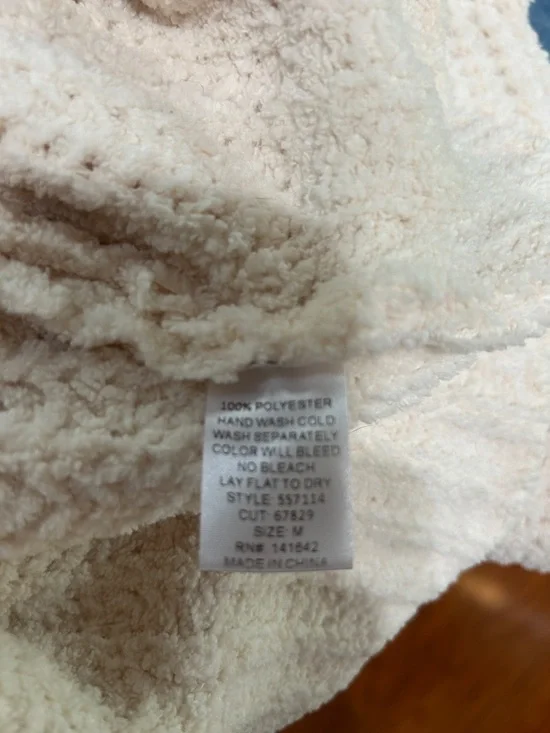 100% POLYESTER
HAND WASH COLD
WASH SEPARATELY
COLOR WILL BLEED
NO BLEACH
LAY FLAT TO DRY
STYLE: 557114
CUT: 67829
SIZE: M
RN#: 141642
MADE IN CHINA